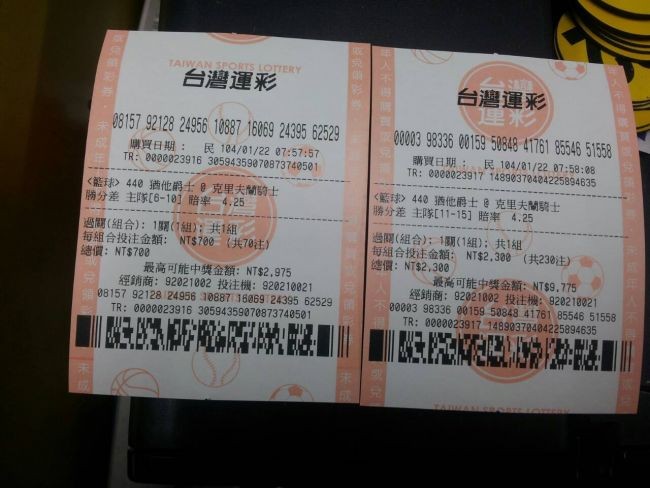 TAIWAN SPORTS LOTTERY
台灣運彩
08157 92128 24956 10887 16069 24395 62529
購買日期： 民 104/01/22 07:57:57
TR: 0000023916 30594359070873740501
<籃球> 440 猶他爵士 @ 克里夫蘭騎士
勝分差 主隊[6-10] 賠率 4.25
過關(組合): 1關(1組); 共1組
每組合投注金額: NT$700 (共70注)
總價: NT$700
最高可能中獎金額: NT$2,975
經銷商: 92021002 投注機: 920210021
08157 92128 24956 10887 16069 24395 62529
TR: 0000023916 30594359070873740501
台灣運彩
00003 98336 00159 50848 41761 85546 51558
購買日期： 民 104/01/22 07:58:08
TR: 0000023917 14890370404225894635
<籃球> 440 猶他爵士 @ 克里夫蘭騎士
勝分差 主隊[11-15] 賠率 4.25
過關(組合): 1關(1組); 共1組
每組合投注金額: NT$2,300 (共230注)
總價: NT$2,300
最高可能中獎金額: NT$9,775
經銷商: 92021002 投注機: 920210021
00003 98336 00159 50848 41761 85546 51558
TR: 0000023917 14890370404225894635
TAIWAN SPORTS LOTTERY